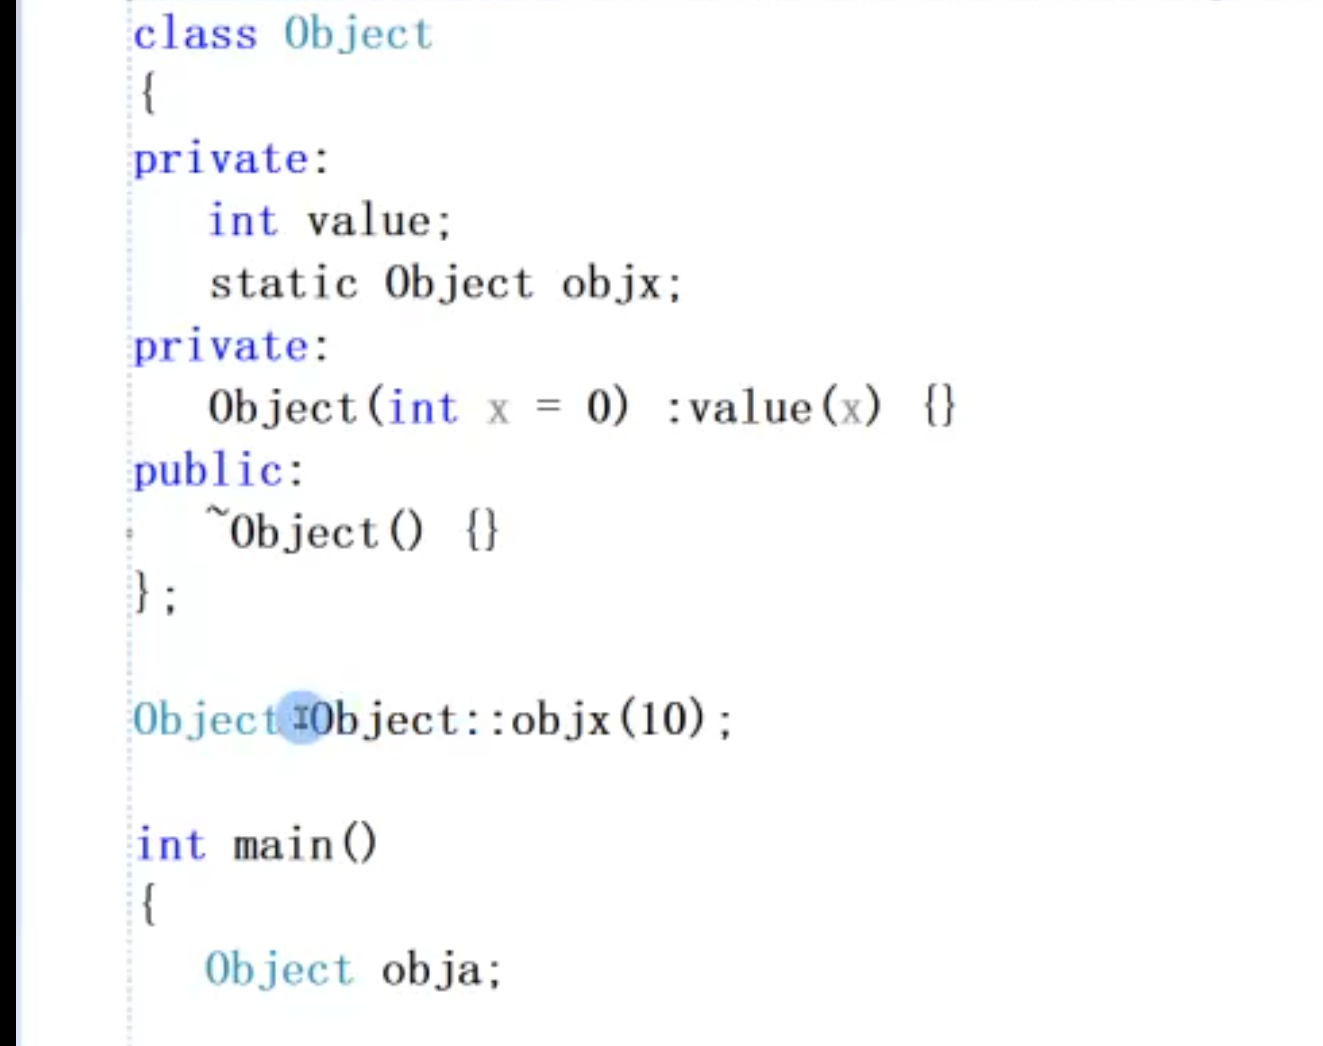 class Object
{
private:
int value;
static Object objx;
private:
Object(int x = 0) :value(x) {}
public:
~Object() {}
};
Object Object::objx(10);
int main()
{
Object obja;